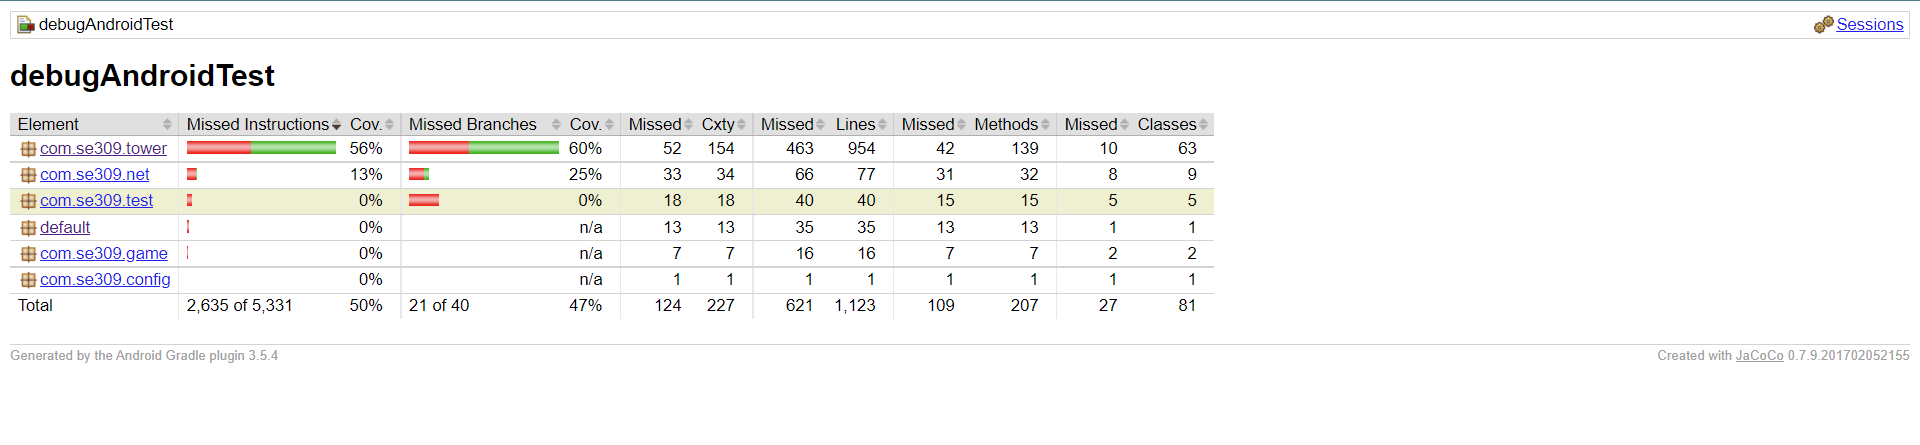 debugAndroidTest Sessions
debugAndroidTest
Element Missed Instructions Cov. Missed Branches Cov. Missed Cxty Missed Lines Missed Methods Missed Classes
com.se309.tower 56% 60% 52 154 463 954 42 139 10 63
com.se309.net 13% 25% 33 34 66 77 31 32 8 9
com.se309.test 0% 0% 18 18 40 40 15 15 5 5
default 0% n/a 13 13 35 35 13 13 1 1
com.se309.game 0% n/a 7 7 16 16 7 7 2 2
com.se309.config 0% n/a 1 1 1 1 1 1 1 1
Total 2,635 of 5,331 50% 21 of 40 47% 124 227 621 1,123 109 207 27 81
Generated by the Android Gradle plugin 3.5.4 Created with JaCoCo 0.7.9.201702052155